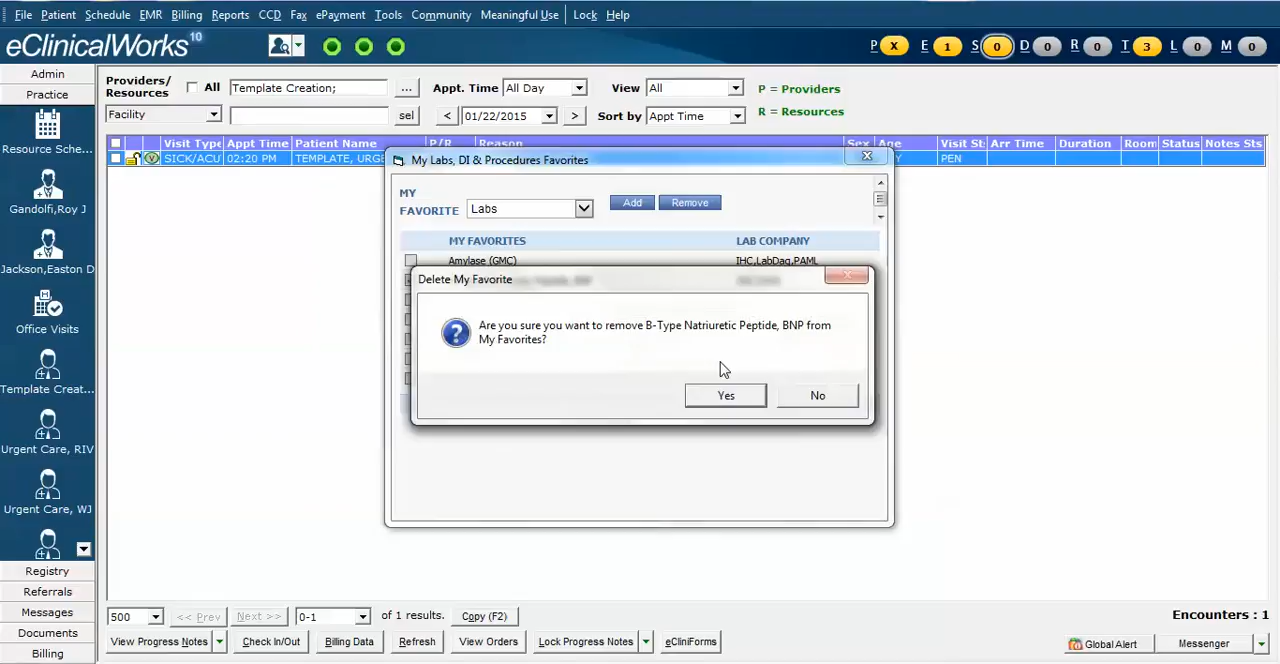 File Patient Schedule EMR Billing Reports CCD Fax ePayment Tools Community Meaningful Use Lock Help
eClinicalWorks 10
P X E 1 S 0 D 0 R 0 T 3 L 0 M 0
Admin
Practice
Resource Sche...
Gandolfi,Roy J
Jackson,Easton D
Office Visits
Template Creat...
Urgent Care, RIV
Urgent Care, WJ
Registry
Referrals
Messages
Documents
Billing
Providers/
Resources
All Template Creation; ... Appt. Time All Day View All P = Providers
Facility sel < 01/22/2015 > Sort by Appt Time R = Resources
Visit Type Appt Time Patient Name P/R Reason Sex Age Visit St Arr Time Duration Room Status Notes Sts
SICK/ACU 02:20 PM TEMPLATE, URGE Y PEN
My Labs, DI & Procedures Favorites X
MY
FAVORITE Labs Add Remove
MY FAVORITES LAB COMPANY
Amylase (GMC) IHC,LabDaq,PAML
Delete My Favorite
Are you sure you want to remove B-Type Natriuretic Peptide, BNP from
My Favorites?
Yes No
500 << Prev Next >> 0-1 of 1 results. Copy (F2) Encounters : 1
View Progress Notes Check In/Out Billing Data Refresh View Orders Lock Progress Notes eCliniForms Global Alert Messenger